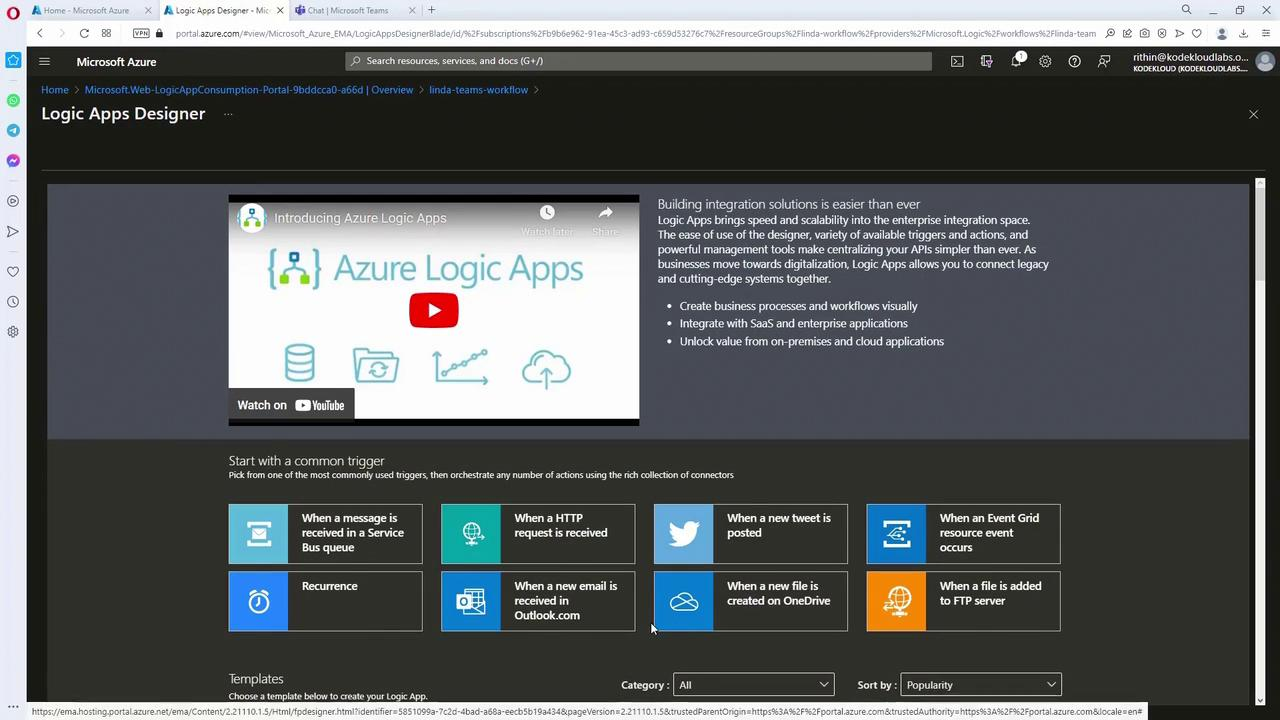 Home - Microsoft Azure
Logic Apps Designer - Mic
Chat | Microsoft Teams
VPN
portal.azure.com/#view/Microsoft_Azure_EMA/LogicAppsDesignerBlade/id/%2Fsubscriptions%2Fb9b6e962-91ea-45c3-ad93-c659d53276c7%2FresourceGroups%2Flinda-workflow%2Fproviders%2FMicrosoft.Logic%2Fworkflows%2Flinda-team
Microsoft Azure
Search resources, services, and docs (G+/)
1
rithin@kodekloudlabs.o...
KODEKLOUD (KODEKLOUDLABS....
Home > Microsoft.Web-LogicAppConsumption-Portal-9bddcca0-a66d | Overview > linda-teams-workflow >
Logic Apps Designer ...
Introducing Azure Logic Apps
Watch later
Share
Azure Logic Apps
Watch on YouTube
Building integration solutions is easier than ever
Logic Apps brings speed and scalability into the enterprise integration space.
The ease of use of the designer, variety of available triggers and actions, and
powerful management tools make centralizing your APIs simpler than ever. As
businesses move towards digitalization, Logic Apps allows you to connect legacy
and cutting-edge systems together.
• Create business processes and workflows visually
• Integrate with SaaS and enterprise applications
• Unlock value from on-premises and cloud applications
Start with a common trigger
Pick from one of the most commonly used triggers, then orchestrate any number of actions using the rich collection of connectors
When a message is
received in a Service
Bus queue
When a HTTP
request is received
When a new tweet is
posted
When an Event Grid
resource event
occurs
Recurrence
When a new email is
received in
Outlook.com
When a new file is
created on OneDrive
When a file is added
to FTP server
Templates
Choose a template below to create your Logic App.
Category :
All
Sort by :
Popularity
https://ema.hosting.portal.azure.net/ema/Content/2.21110.1.5/Html/fpdesigner.html?identifier=5851099a-7c2d-4bad-a68a-eecb5b19a434&pageVersion=2.21110.1.5&trustedParentOrigin=https%3A%2F%2Fportal.azure.com&trustedAuthority=https%3A%2F%2Fportal.azure.com&locale=en#